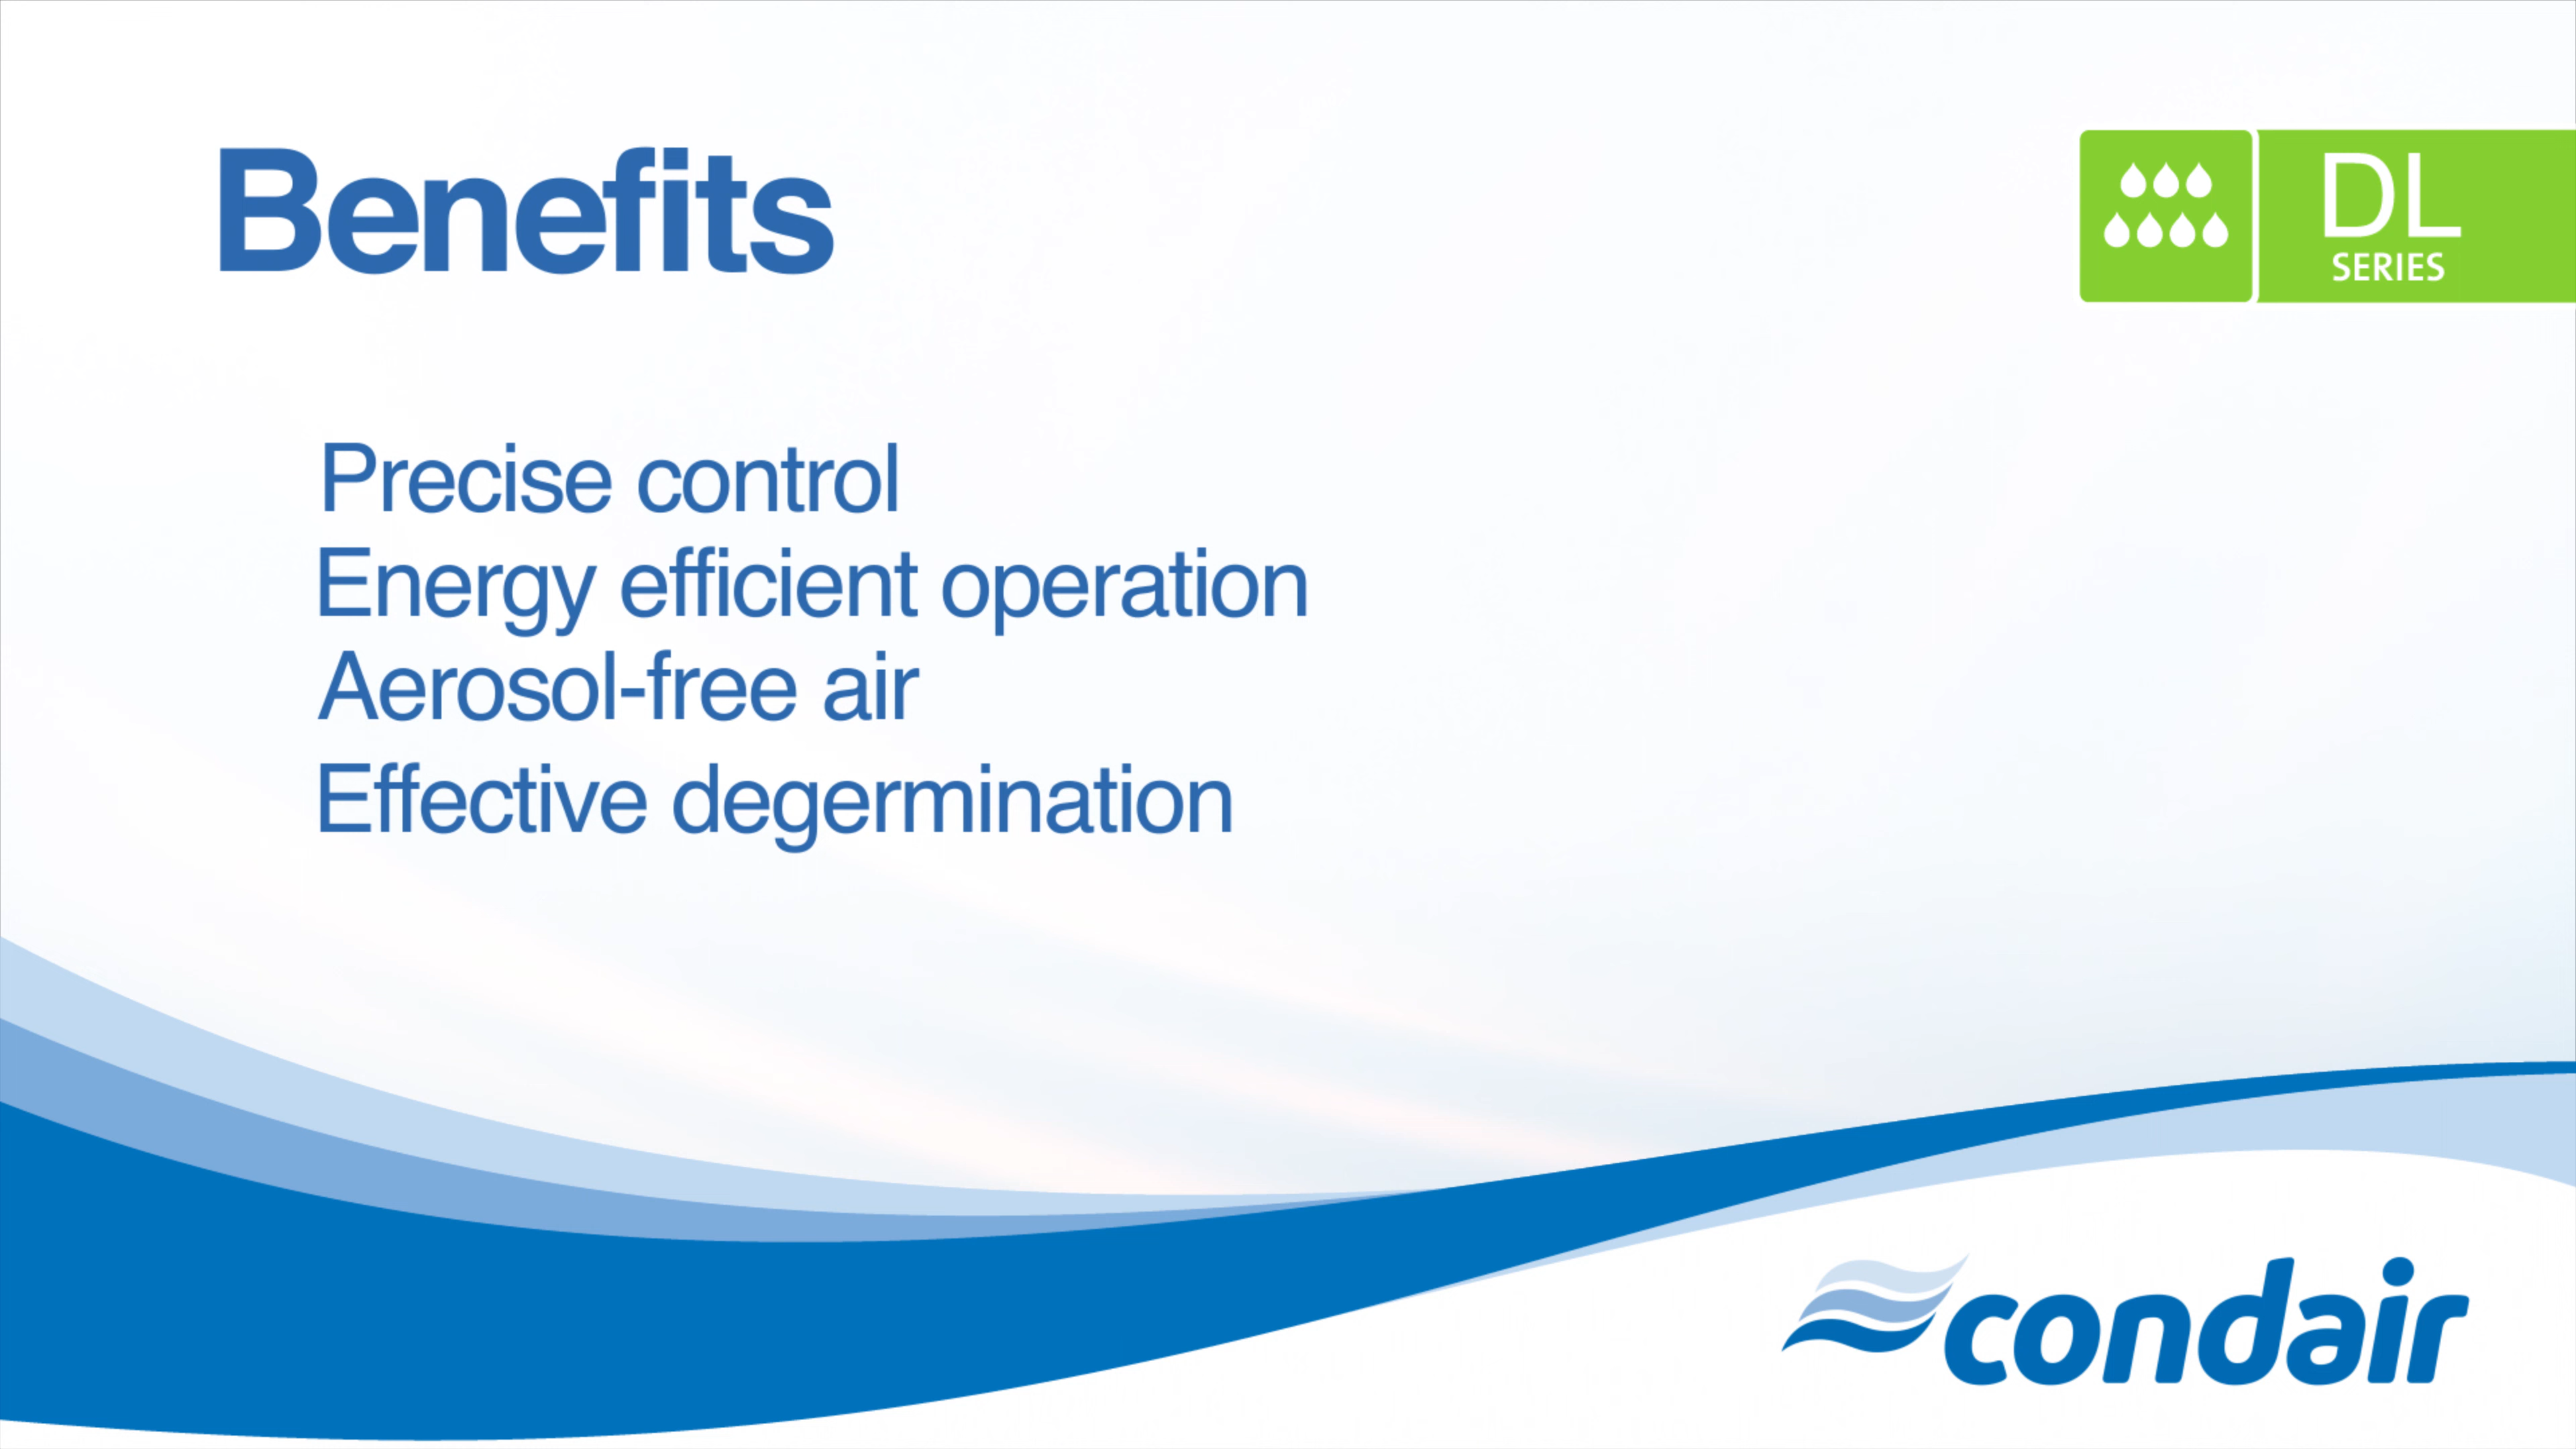 Benefits
DL
SERIES
Precise control
Energy efficient operation
Aerosol-free air
Effective degermination
condair